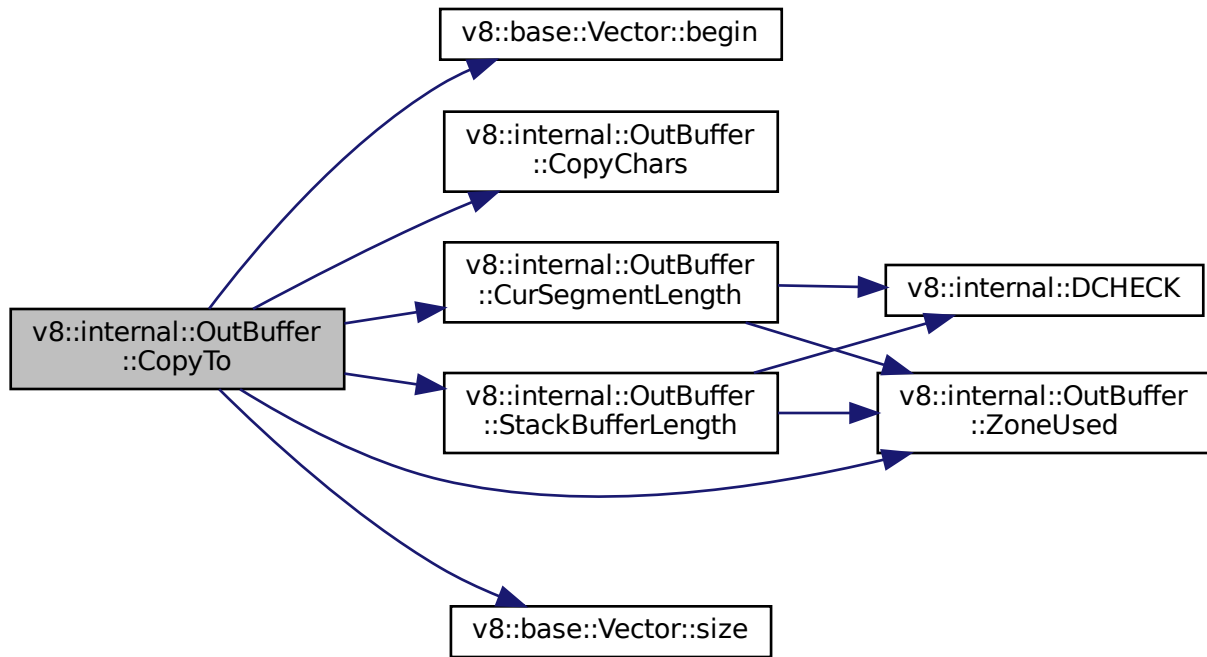 v8::base::Vector::begin
v8::internal::OutBuffer
::CopyChars
v8::internal::OutBuffer
::CurSegmentLength
v8::internal::DCHECK
v8::internal::OutBuffer
::CopyTo
v8::internal::OutBuffer
::StackBufferLength
v8::internal::OutBuffer
::ZoneUsed
v8::base::Vector::size